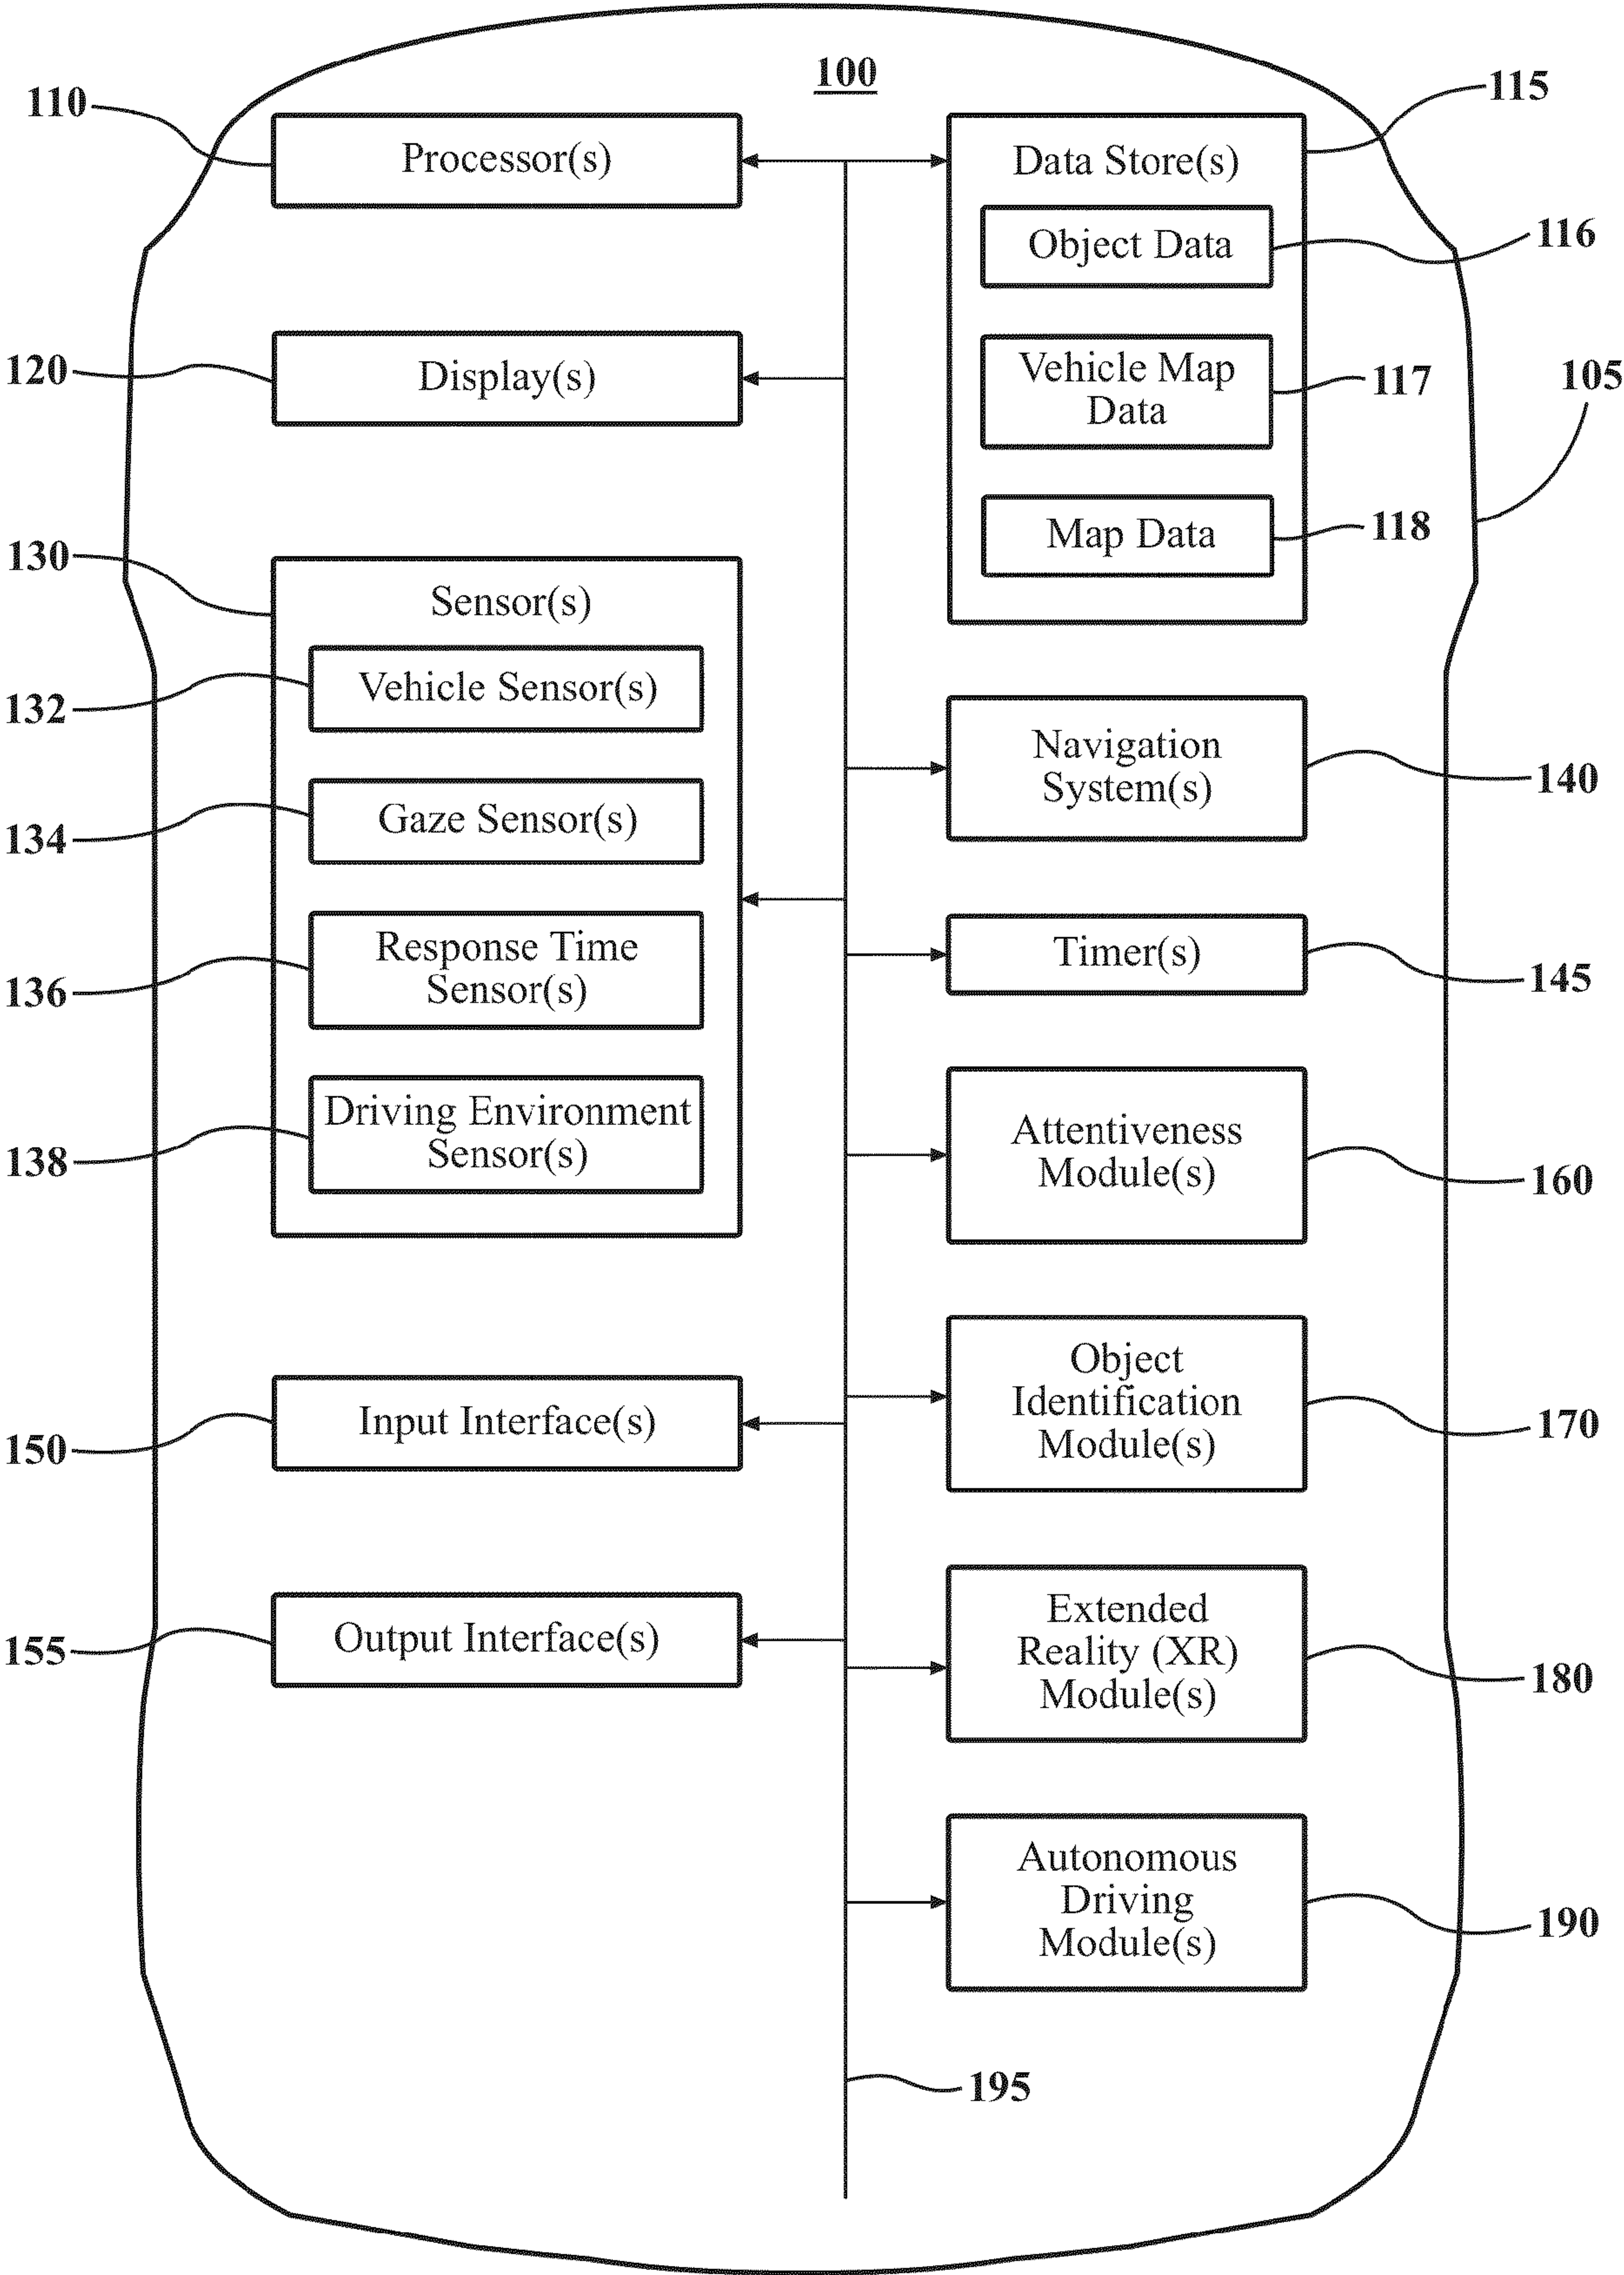 100
110
Processor(s)
115
Data Store(s)
Object Data
116
Vehicle Map
Data
117
Map Data
118
105
120
Display(s)
130
Sensor(s)
132
Vehicle Sensor(s)
134
Gaze Sensor(s)
136
Response Time
Sensor(s)
138
Driving Environment
Sensor(s)
Navigation
System(s)
140
Timer(s)
145
Attentiveness
Module(s)
160
150
Input Interface(s)
Object
Identification
Module(s)
170
155
Output Interface(s)
Extended
Reality (XR)
Module(s)
180
Autonomous
Driving
Module(s)
190
195